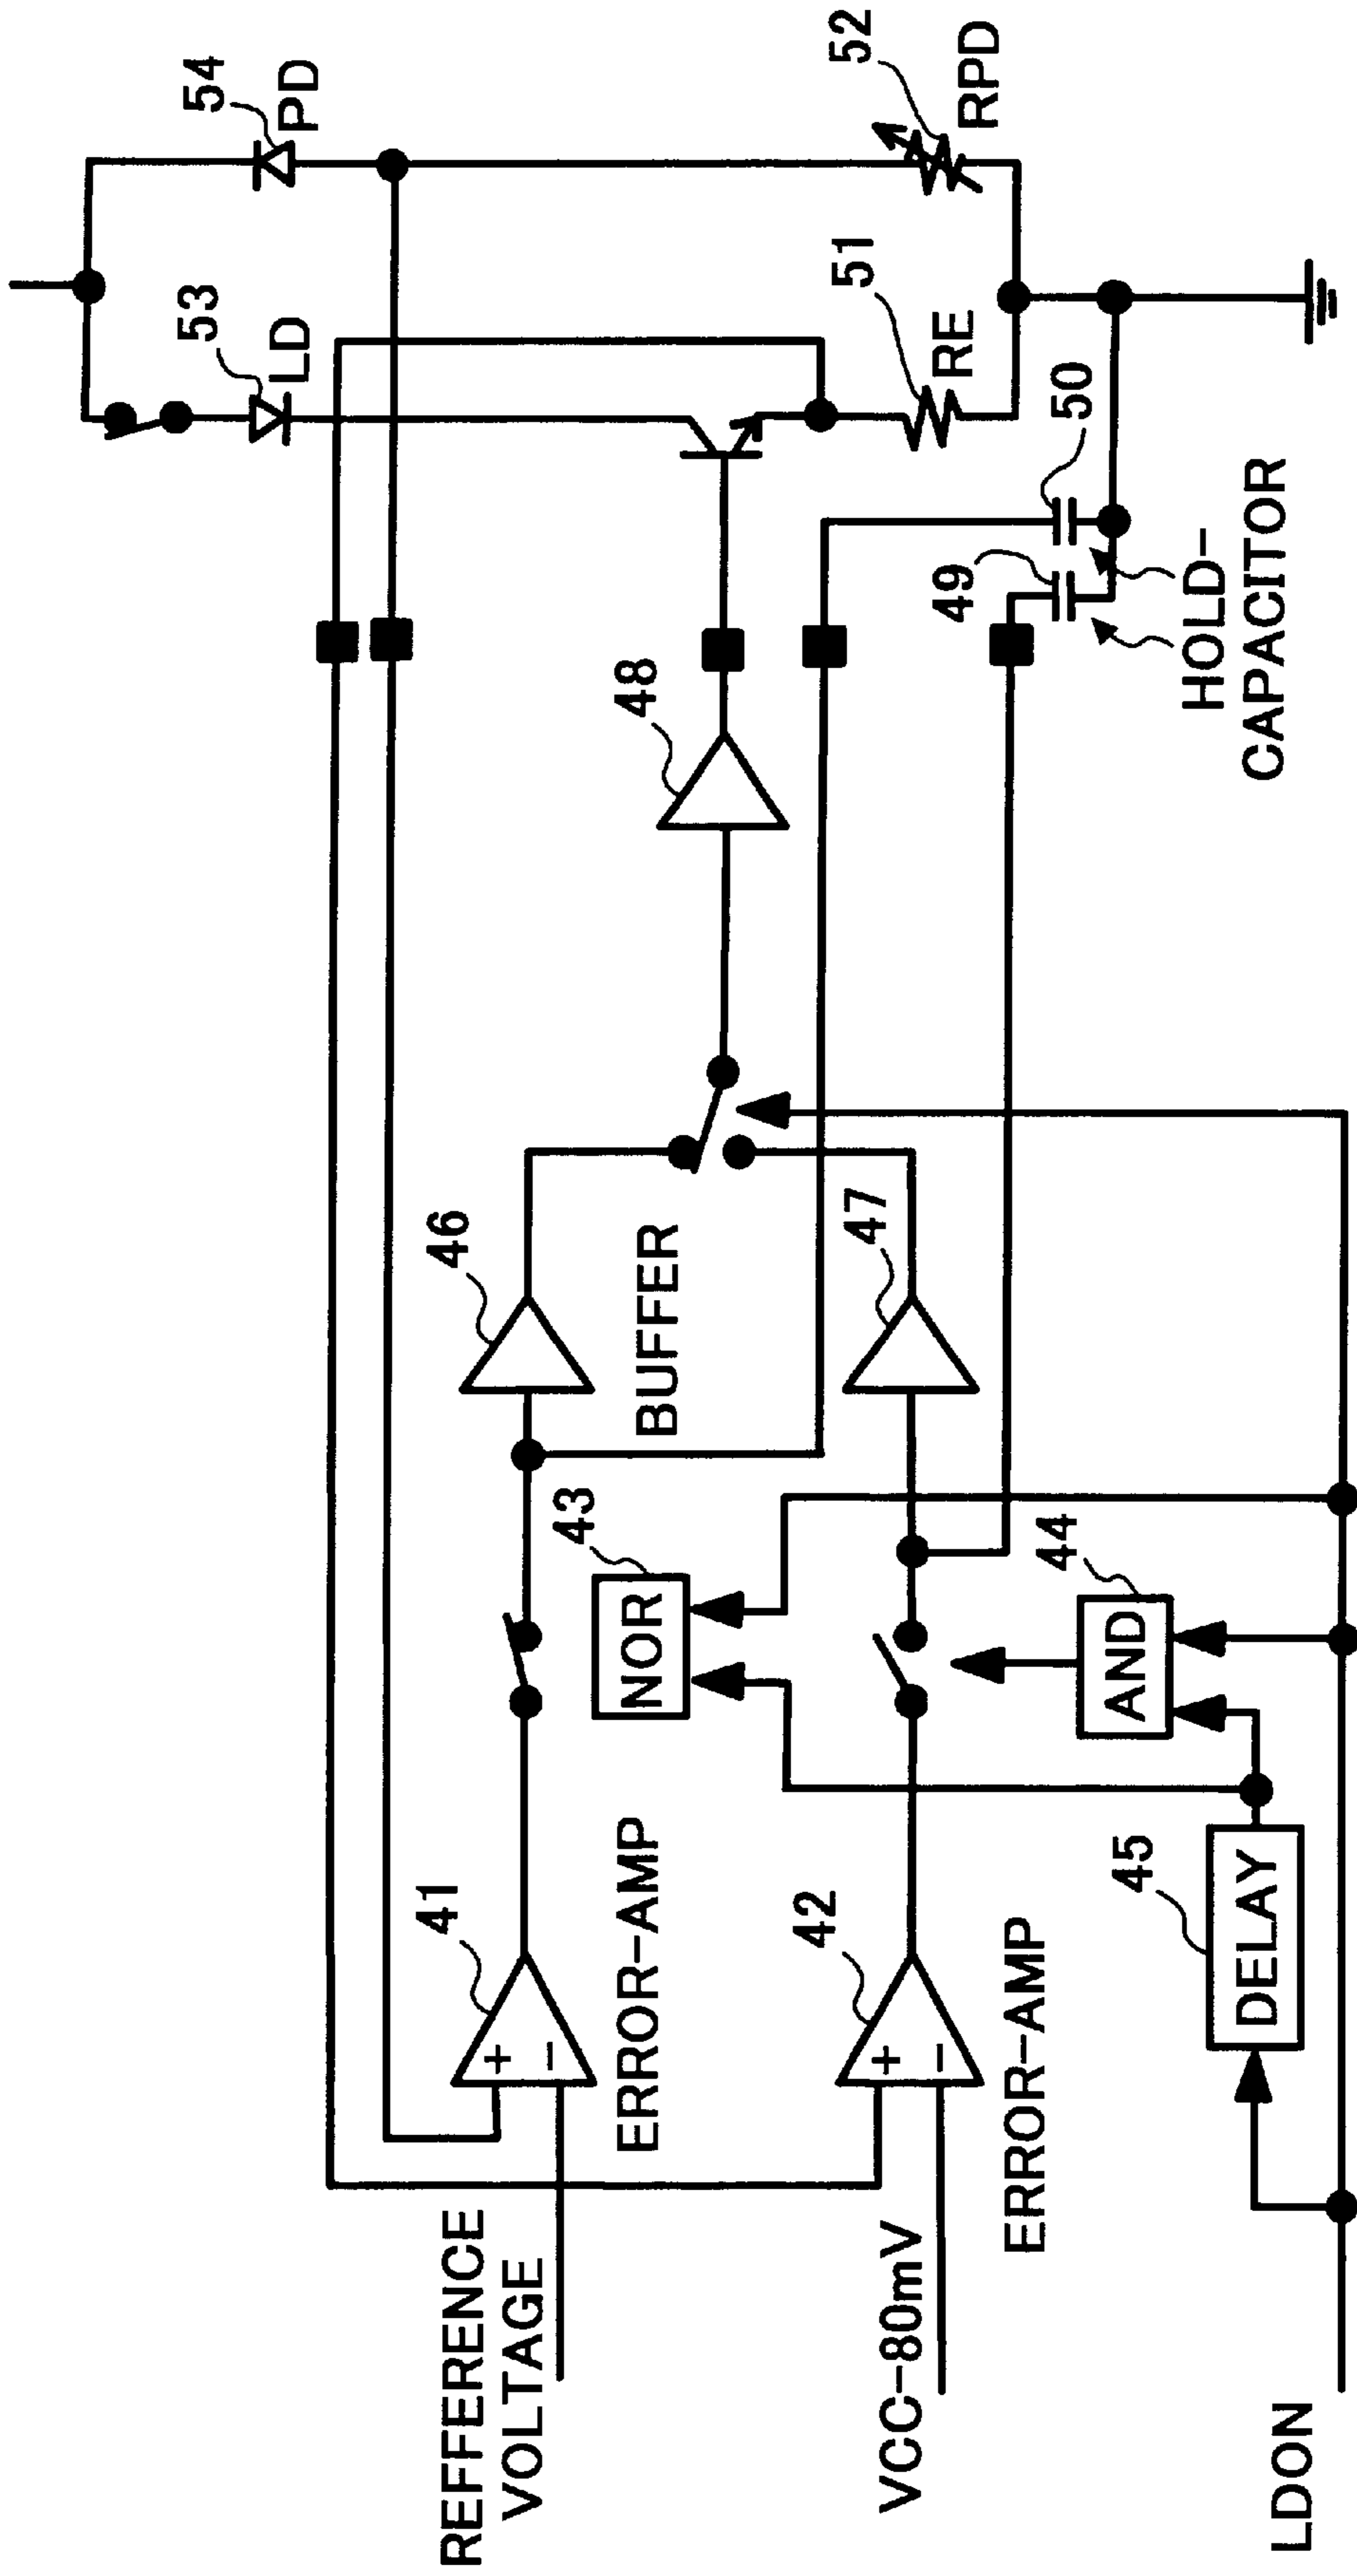 54
PD
53
LD
52
RPD
51
RE
50
49
HOLD-
CAPACITOR
48
46
BUFFER
47
43
NOR
44
AND
41
+
−
ERROR-AMP
42
+
−
ERROR-AMP
45
DELAY
REFFERENCE
VOLTAGE
VCC-80mV
LDON